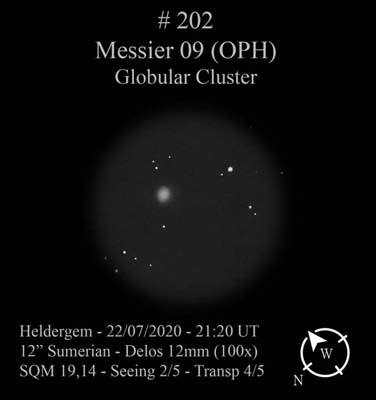 # 202
Messier 09 (OPH)
Globular Cluster
Heldergem - 22/07/2020 - 21:20 UT
12” Sumerian - Delos 12mm (100x)
SQM 19,14 - Seeing 2/5 - Transp 4/5
W
N